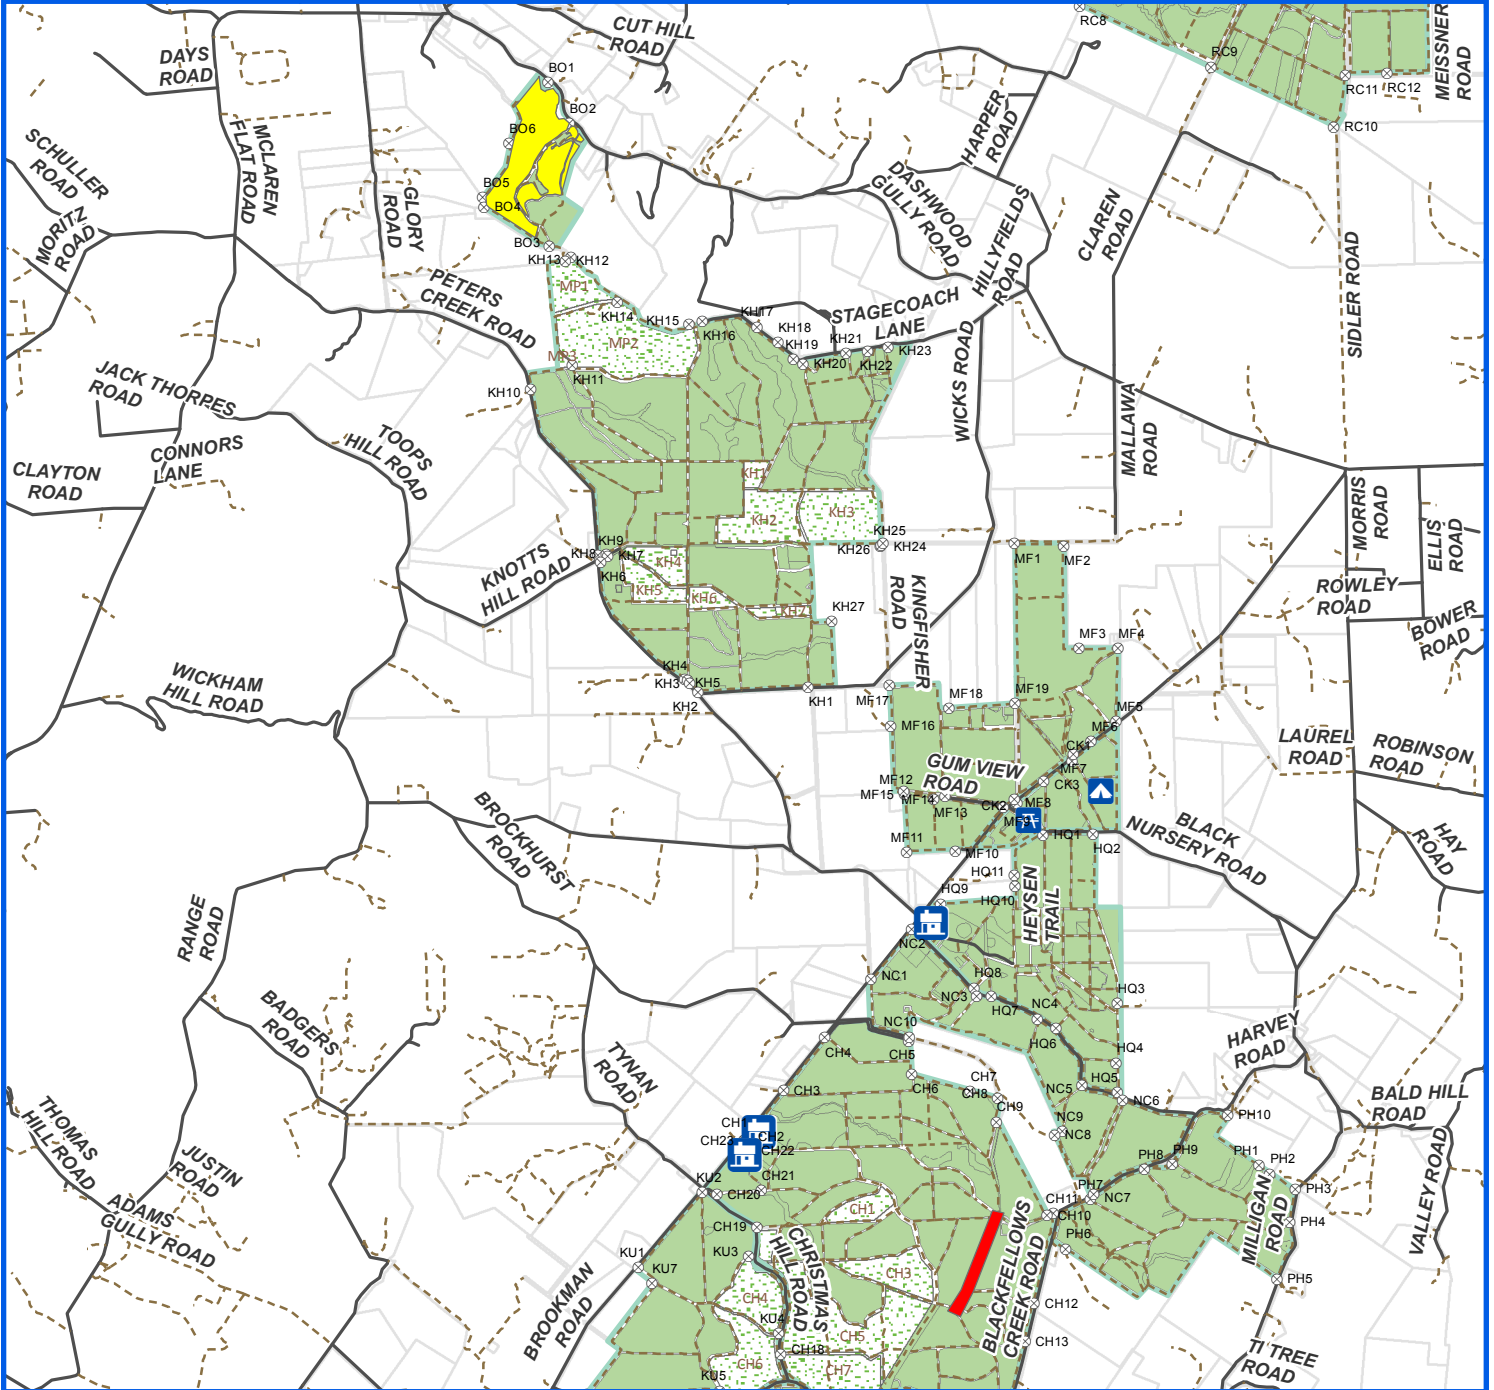 CUT HILL
ROAD
DAYS
ROAD
RC8
RC9
RC11
RC12
RC10
MEISSNER
ROAD
BO1
BO2
BO6
BO5
BO4
BO3
SCHULLER
ROAD
MCLAREN
FLAT ROAD
MORITZ
ROAD
GLORY
ROAD
HARPER
ROAD
DASHWOOD
GULLY ROAD
HILLYFIELDS
ROAD
CLAREN
ROAD
SIDLER ROAD
KH13
KH12
MP1
KH14
MP2
MP3
KH11
KH10
KH15
KH16
KH17
KH18
KH19
KH20
KH21
KH22
KH23
PETERS
CREEK ROAD
STAGECOACH
LANE
WICKS ROAD
MALLAWA
ROAD
JACK THORPES
ROAD
CONNORS
LANE
CLAYTON
ROAD
TOOPS
HILL ROAD
KH1
KH2
KH3
KH25
KH26
KH24
MORRIS
ROAD
ELLIS
ROAD
ROWLEY
ROAD
BOWER
ROAD
KNOTTS
HILL ROAD
KH9
KH8
KH7
KH6
KH4
KH5
KH6
KH7
KH27
KINGFISHER
ROAD
MF1
MF2
MF3
MF4
WICKHAM
HILL ROAD
KH4
KH3
KH5
KH2
KH1
MF17
MF18
MF19
MF16
MF5
MF6
CK1
MF7
CK3
GUM VIEW
ROAD
MF12
MF15
MF14
MF13
CK2
MF8
MF9
MF11
MF10
HQ1
HQ2
LAUREL
ROAD
ROBINSON
ROAD
BLACK
NURSERY ROAD
HAY
ROAD
BROCKHURST
ROAD
HQ11
HQ10
HQ9
HEYSEN
TRAIL
RANGE
ROAD
NC2
NC1
HQ8
NC3
HQ7
NC4
HQ6
HQ3
HQ4
HQ5
NC5
NC6
NC10
CH5
CH4
CH6
CH7
CH8
CH9
CH3
NC9
NC8
BADGERS
ROAD
TYNAN
ROAD
HARVEY
ROAD
BALD HILL
ROAD
THOMAS
HILL ROAD
JUSTIN
ROAD
ADAMS
GULLY ROAD
CH1
CH2
CH23
CH22
CH21
CH20
KU2
CH19
KU3
KU1
KU7
CH1
CH3
CH4
CH5
CH6
CH7
KU4
CH18
KU5
PH10
PH1
PH2
PH3
PH4
PH5
PH8
PH9
PH7
NC7
CH11
CH10
PH6
CH12
CH13
MILLIGAN
ROAD
VALLEY ROAD
BROOKMAN
ROAD
CHRISTMAS
HILL ROAD
BLACKFELLOWS
CREEK ROAD
TI TREE
ROAD